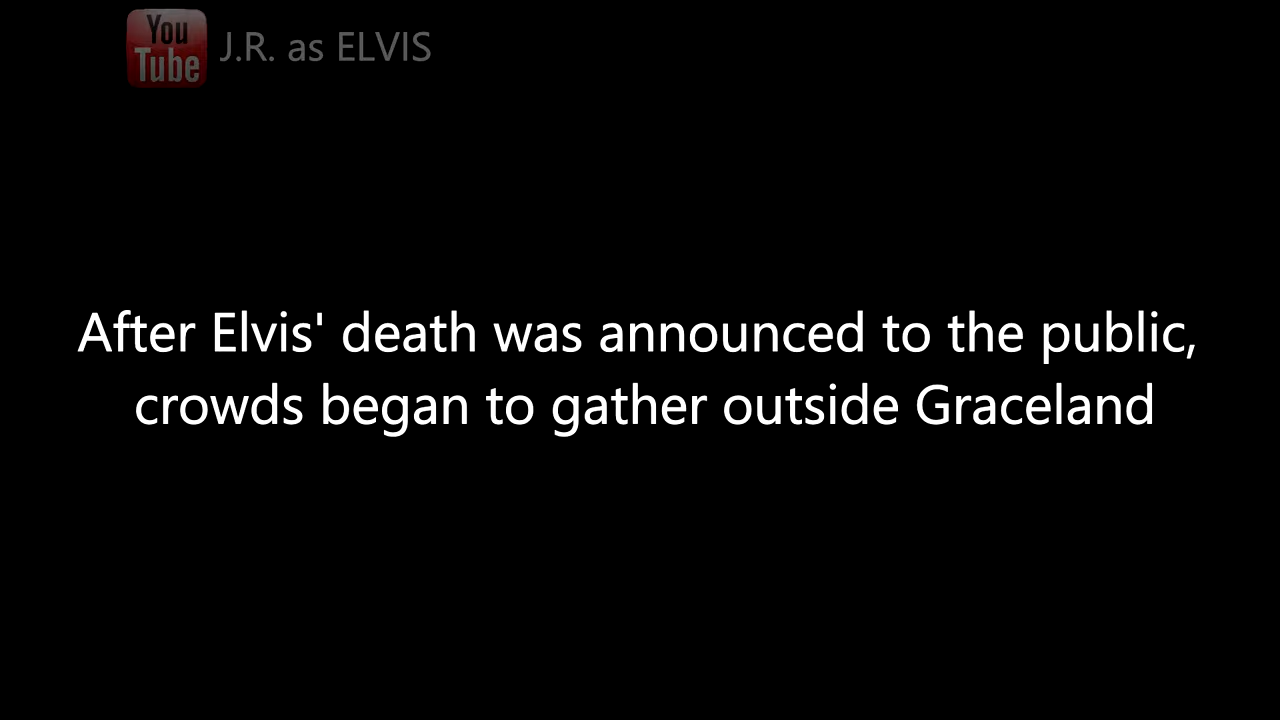 You
Tube
J.R. as ELVIS
After Elvis' death was announced to the public,
crowds began to gather outside Graceland